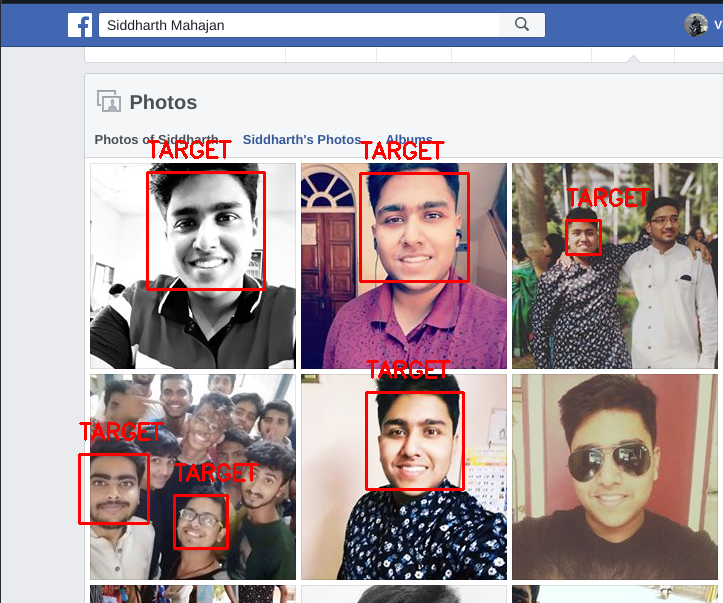 f Siddharth Mahajan
V
Photos
Photos of Siddharth Siddharth's Photos Albums
TARGET TARGET
TARGET
TARGET
TARGET
TARGET